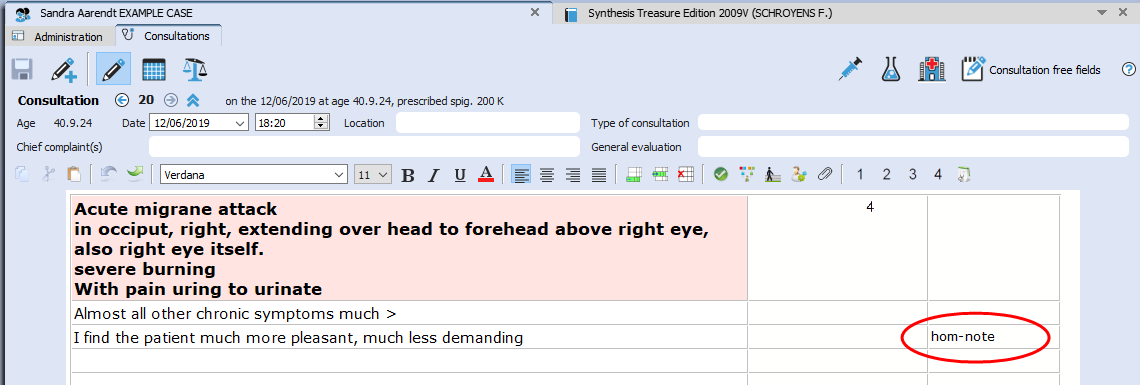 Sandra Aarendt EXAMPLE CASE
Synthesis Treasure Edition 2009V (SCHROYENS F.)
Administration
Consultations
Consultation free fields
Consultation 20 on the 12/06/2019 at age 40.9.24, prescribed spig. 200 K
Age 40.9.24 Date 12/06/2019 18:20 Location Type of consultation
Chief complaint(s) General evaluation
Verdana 11 B I U A 1 2 3 4
Acute migrane attack 4
in occiput, right, extending over head to forehead above right eye,
also right eye itself.
severe burning
With pain uring to urinate
Almost all other chronic symptoms much >
I find the patient much more pleasant, much less demanding hom-note